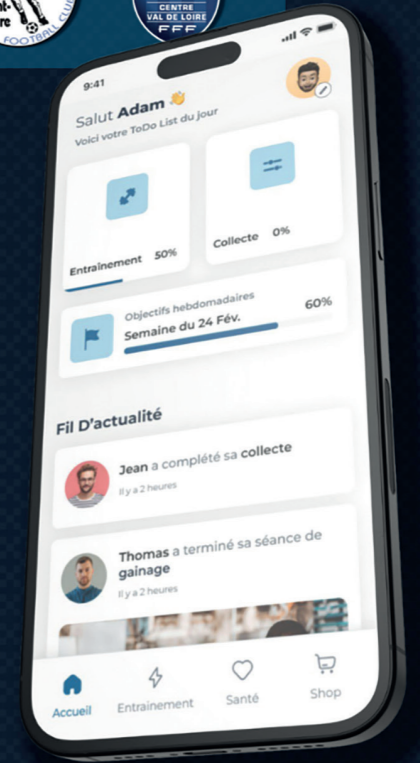 FOOTBALL CLUB
CENTRE
VAL DE LOIRE
FFF
9:41
Salut Adam 👋
Voici votre ToDo List du jour
Entraînement 50%
Collecte 0%
Objectifs hebdomadaires
Semaine du 24 Fév. 60%
Fil D'actualité
Jean a complété sa collecte
Il y a 2 heures
Thomas a terminé sa séance de
gainage
Il y a 2 heures
Accueil
Entrainement
Santé
Shop